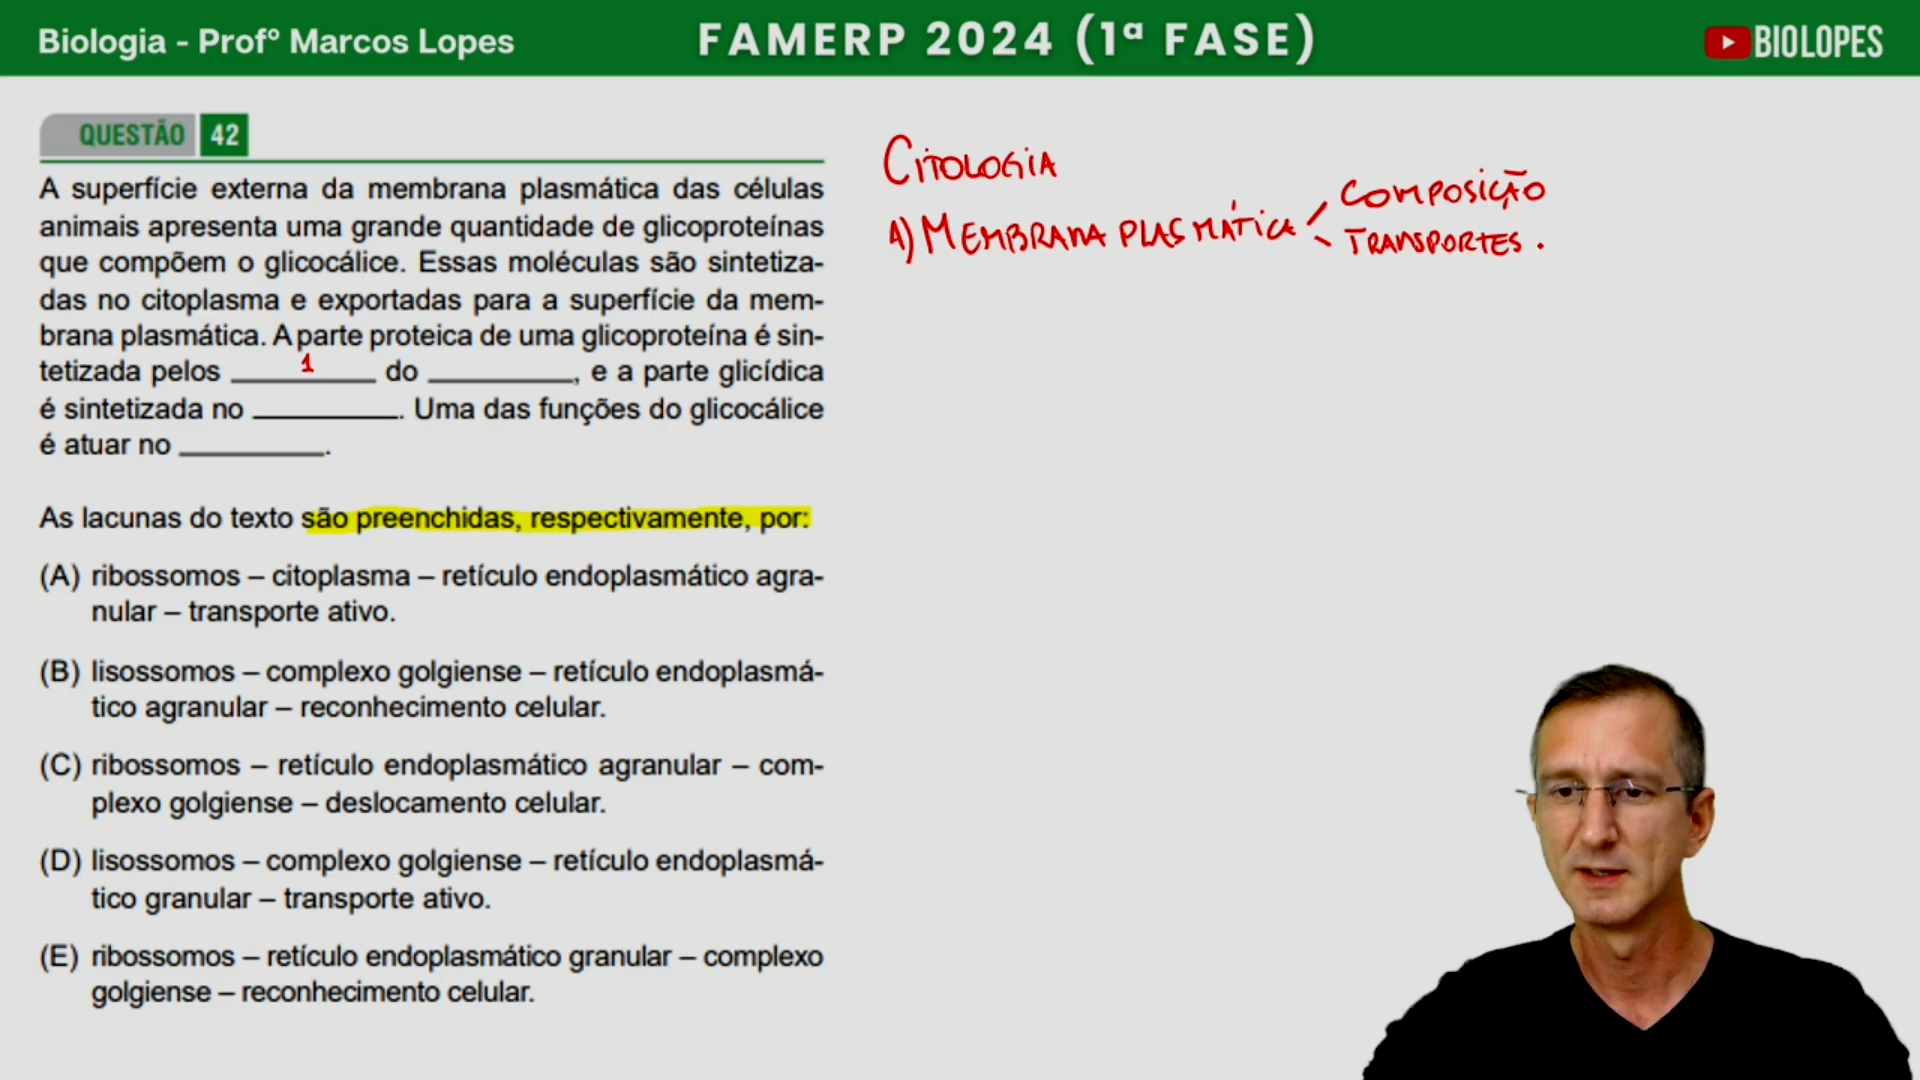 Biologia - Profº Marcos Lopes
FAMERP 2024 (1ª FASE)
BIOLOPES
QUESTÃO 42
A superfície externa da membrana plasmática das células
animais apresenta uma grande quantidade de glicoproteínas
que compõem o glicocálice. Essas moléculas são sintetiza-
das no citoplasma e exportadas para a superfície da mem-
brana plasmática. A parte proteica de uma glicoproteína é sin-
tetizada pelos ____1____ do _________, e a parte glicídica
é sintetizada no _________. Uma das funções do glicocálice
é atuar no _________.
As lacunas do texto são preenchidas, respectivamente, por:
(A) ribossomos – citoplasma – retículo endoplasmático agra-
nular – transporte ativo.
(B) lisossomos – complexo golgiense – retículo endoplasmá-
tico agranular – reconhecimento celular.
(C) ribossomos – retículo endoplasmático agranular – com-
plexo golgiense – deslocamento celular.
(D) lisossomos – complexo golgiense – retículo endoplasmá-
tico granular – transporte ativo.
(E) ribossomos – retículo endoplasmático granular – complexo
golgiense – reconhecimento celular.
CITOLOGIA
A) MEMBRANA PLASMÁTICA
COMPOSIÇÃO
TRANSPORTES.